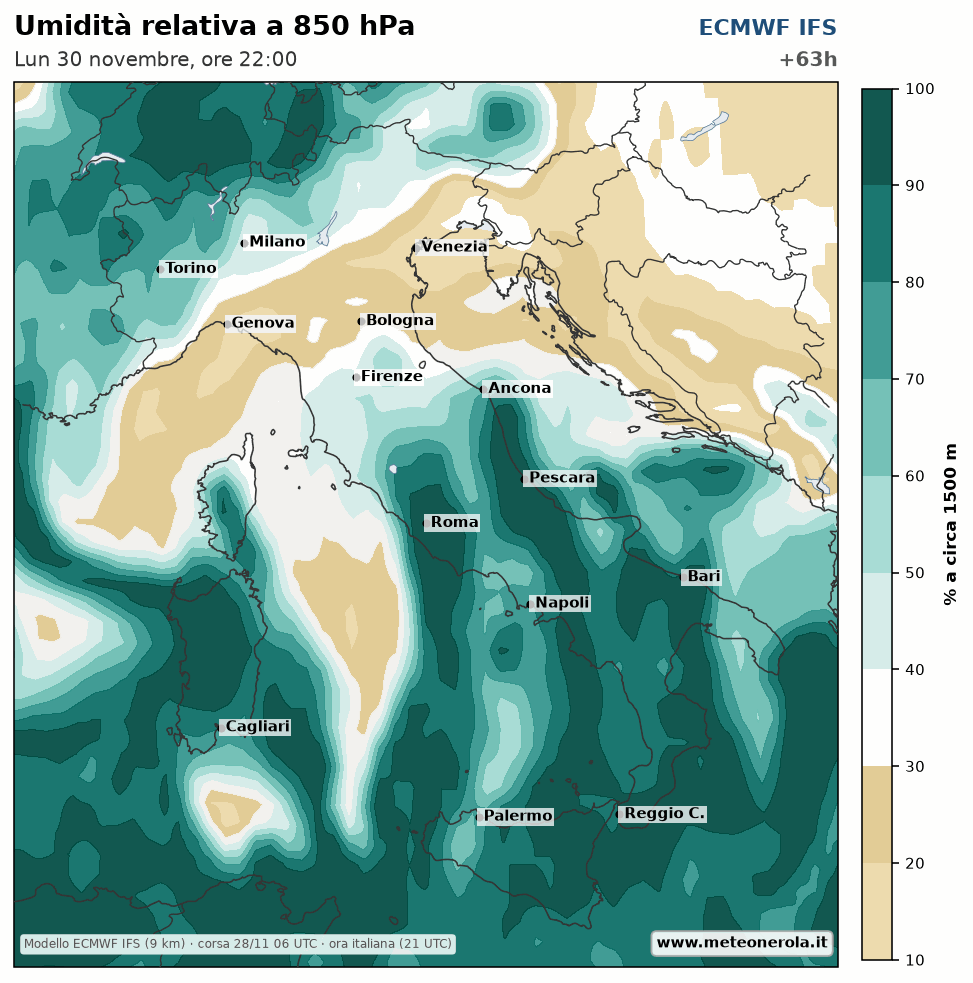 Umidità relativa a 850 hPa
ECMWF IFS
Lun 30 novembre, ore 22:00
+63h
100
90
80
70
60
50
40
30
20
10
% a circa 1500 m
Milano
Venezia
Torino
Genova
Bologna
Firenze
Ancona
Pescara
Roma
Bari
Napoli
Cagliari
Palermo
Reggio C.
Modello ECMWF IFS (9 km) · corsa 28/11 06 UTC · ora italiana (21 UTC)
www.meteonerola.it